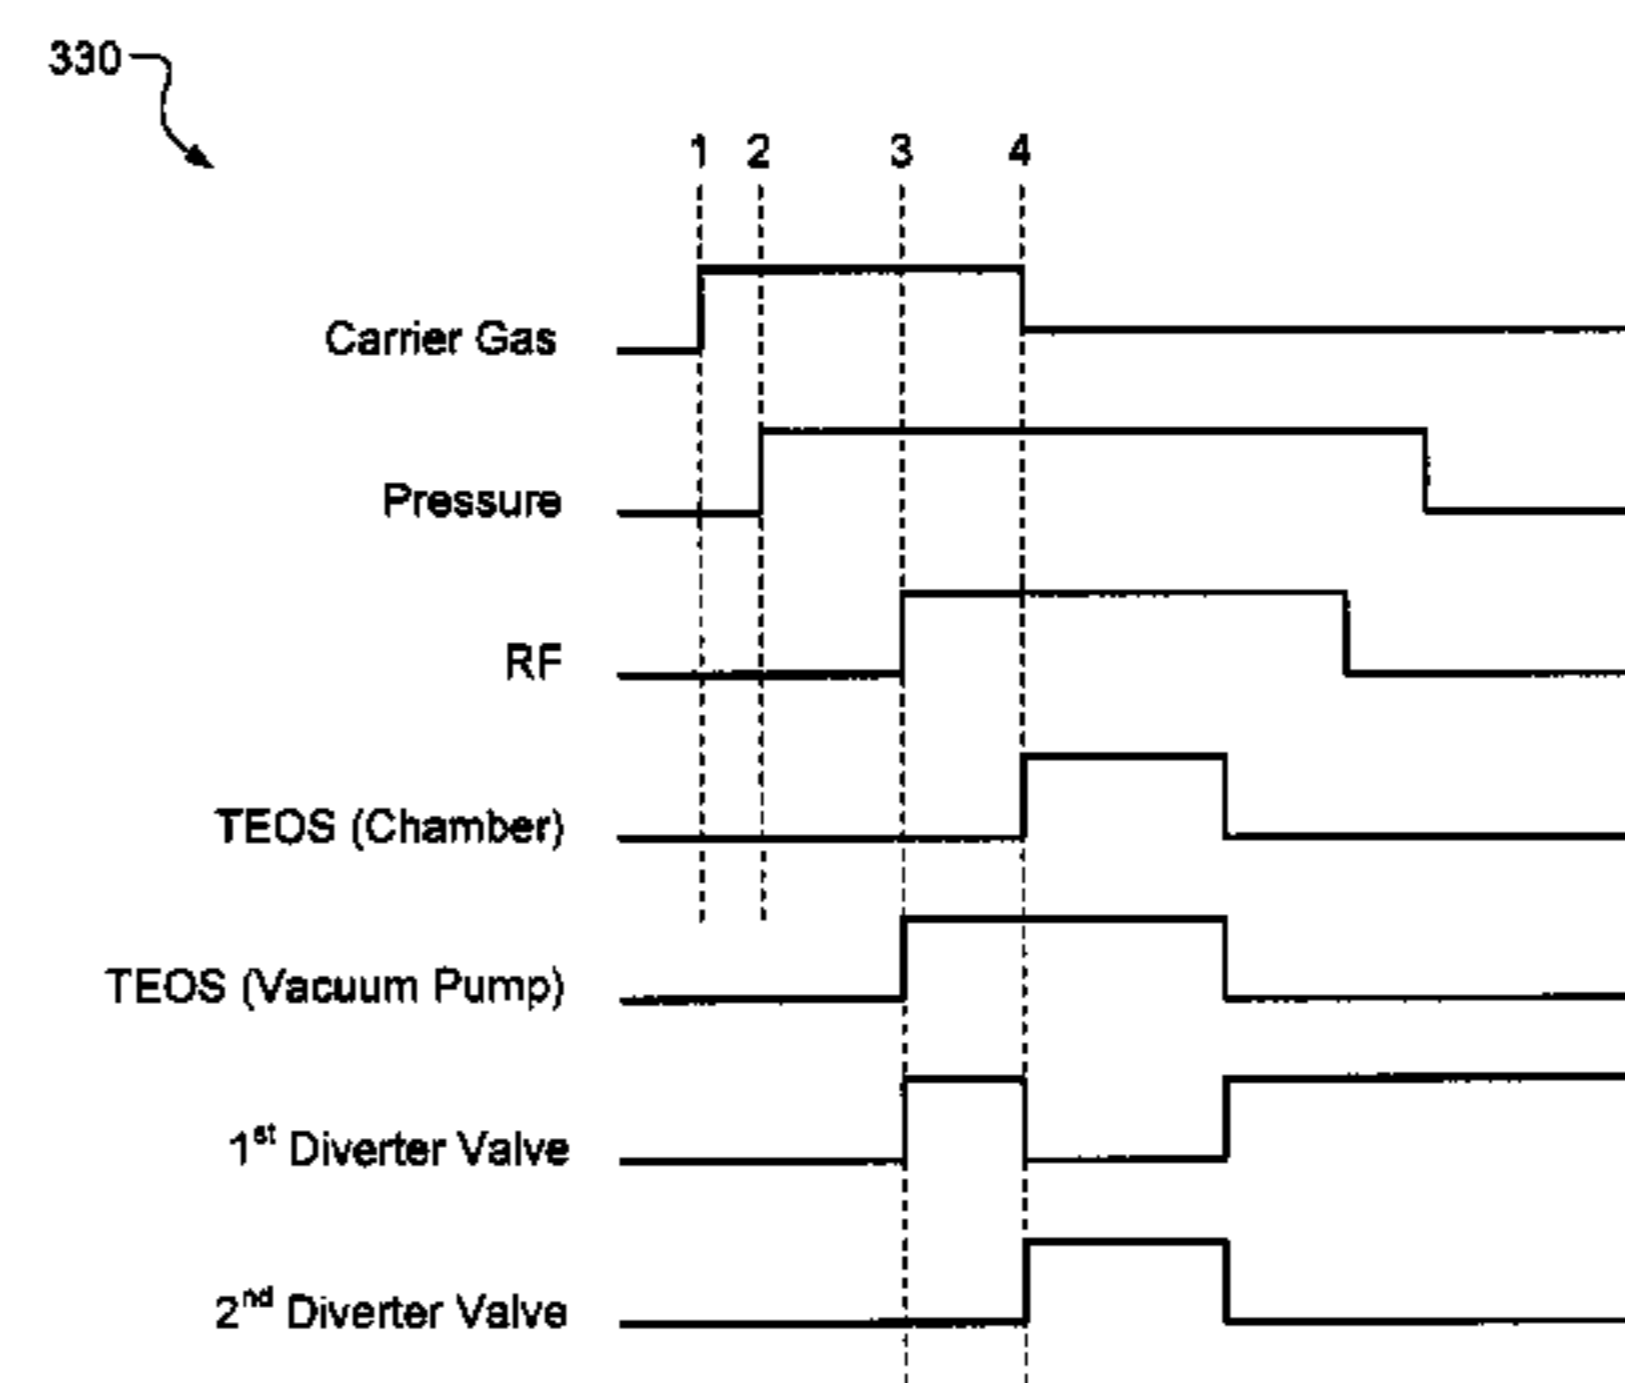 330
1 2 3 4
Carrier Gas
Pressure
RF
TEOS (Chamber)
TEOS (Vacuum Pump)
1st Diverter Valve
2nd Diverter Valve